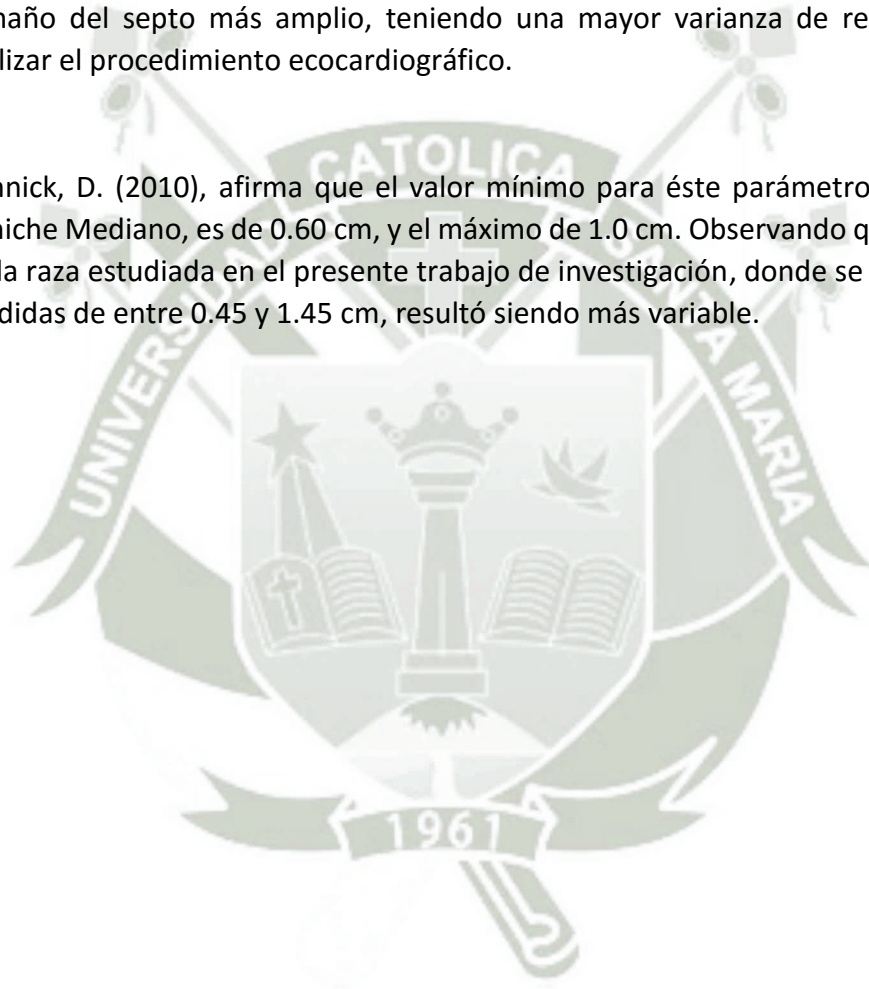 maño del septo más amplio, teniendo una mayor varianza de re
lizar el procedimiento ecocardiográfico.
CATOLICA
nnick, D. (2010), afirma que el valor mínimo para éste parámetro
niche Mediano, es de 0.60 cm, y el máximo de 1.0 cm. Observando q
la raza estudiada en el presente trabajo de investigación, donde se
didas de entre 0.45 y 1.45 cm, resultó siendo más variable.
UNIVERS
MARIA
1961